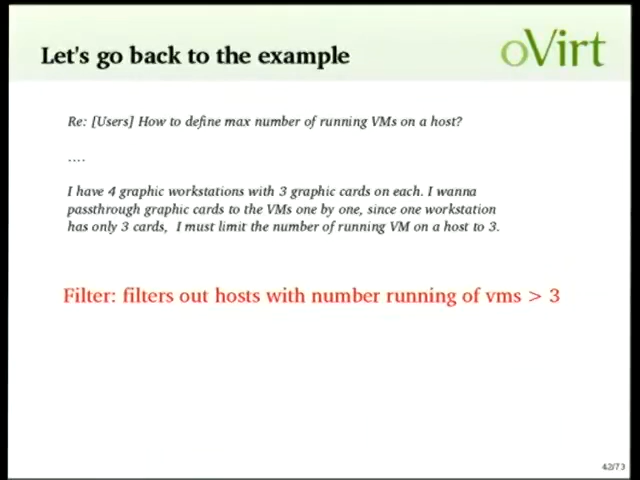 Let's go back to the example
oVirt
Re: [Users] How to define max number of running VMs on a host?
....
I have 4 graphic workstations with 3 graphic cards on each. I wanna
passthrough graphic cards to the VMs one by one, since one workstation
has only 3 cards,  I must limit the number of running VM on a host to 3.
Filter: filters out hosts with number running of vms > 3
42/73